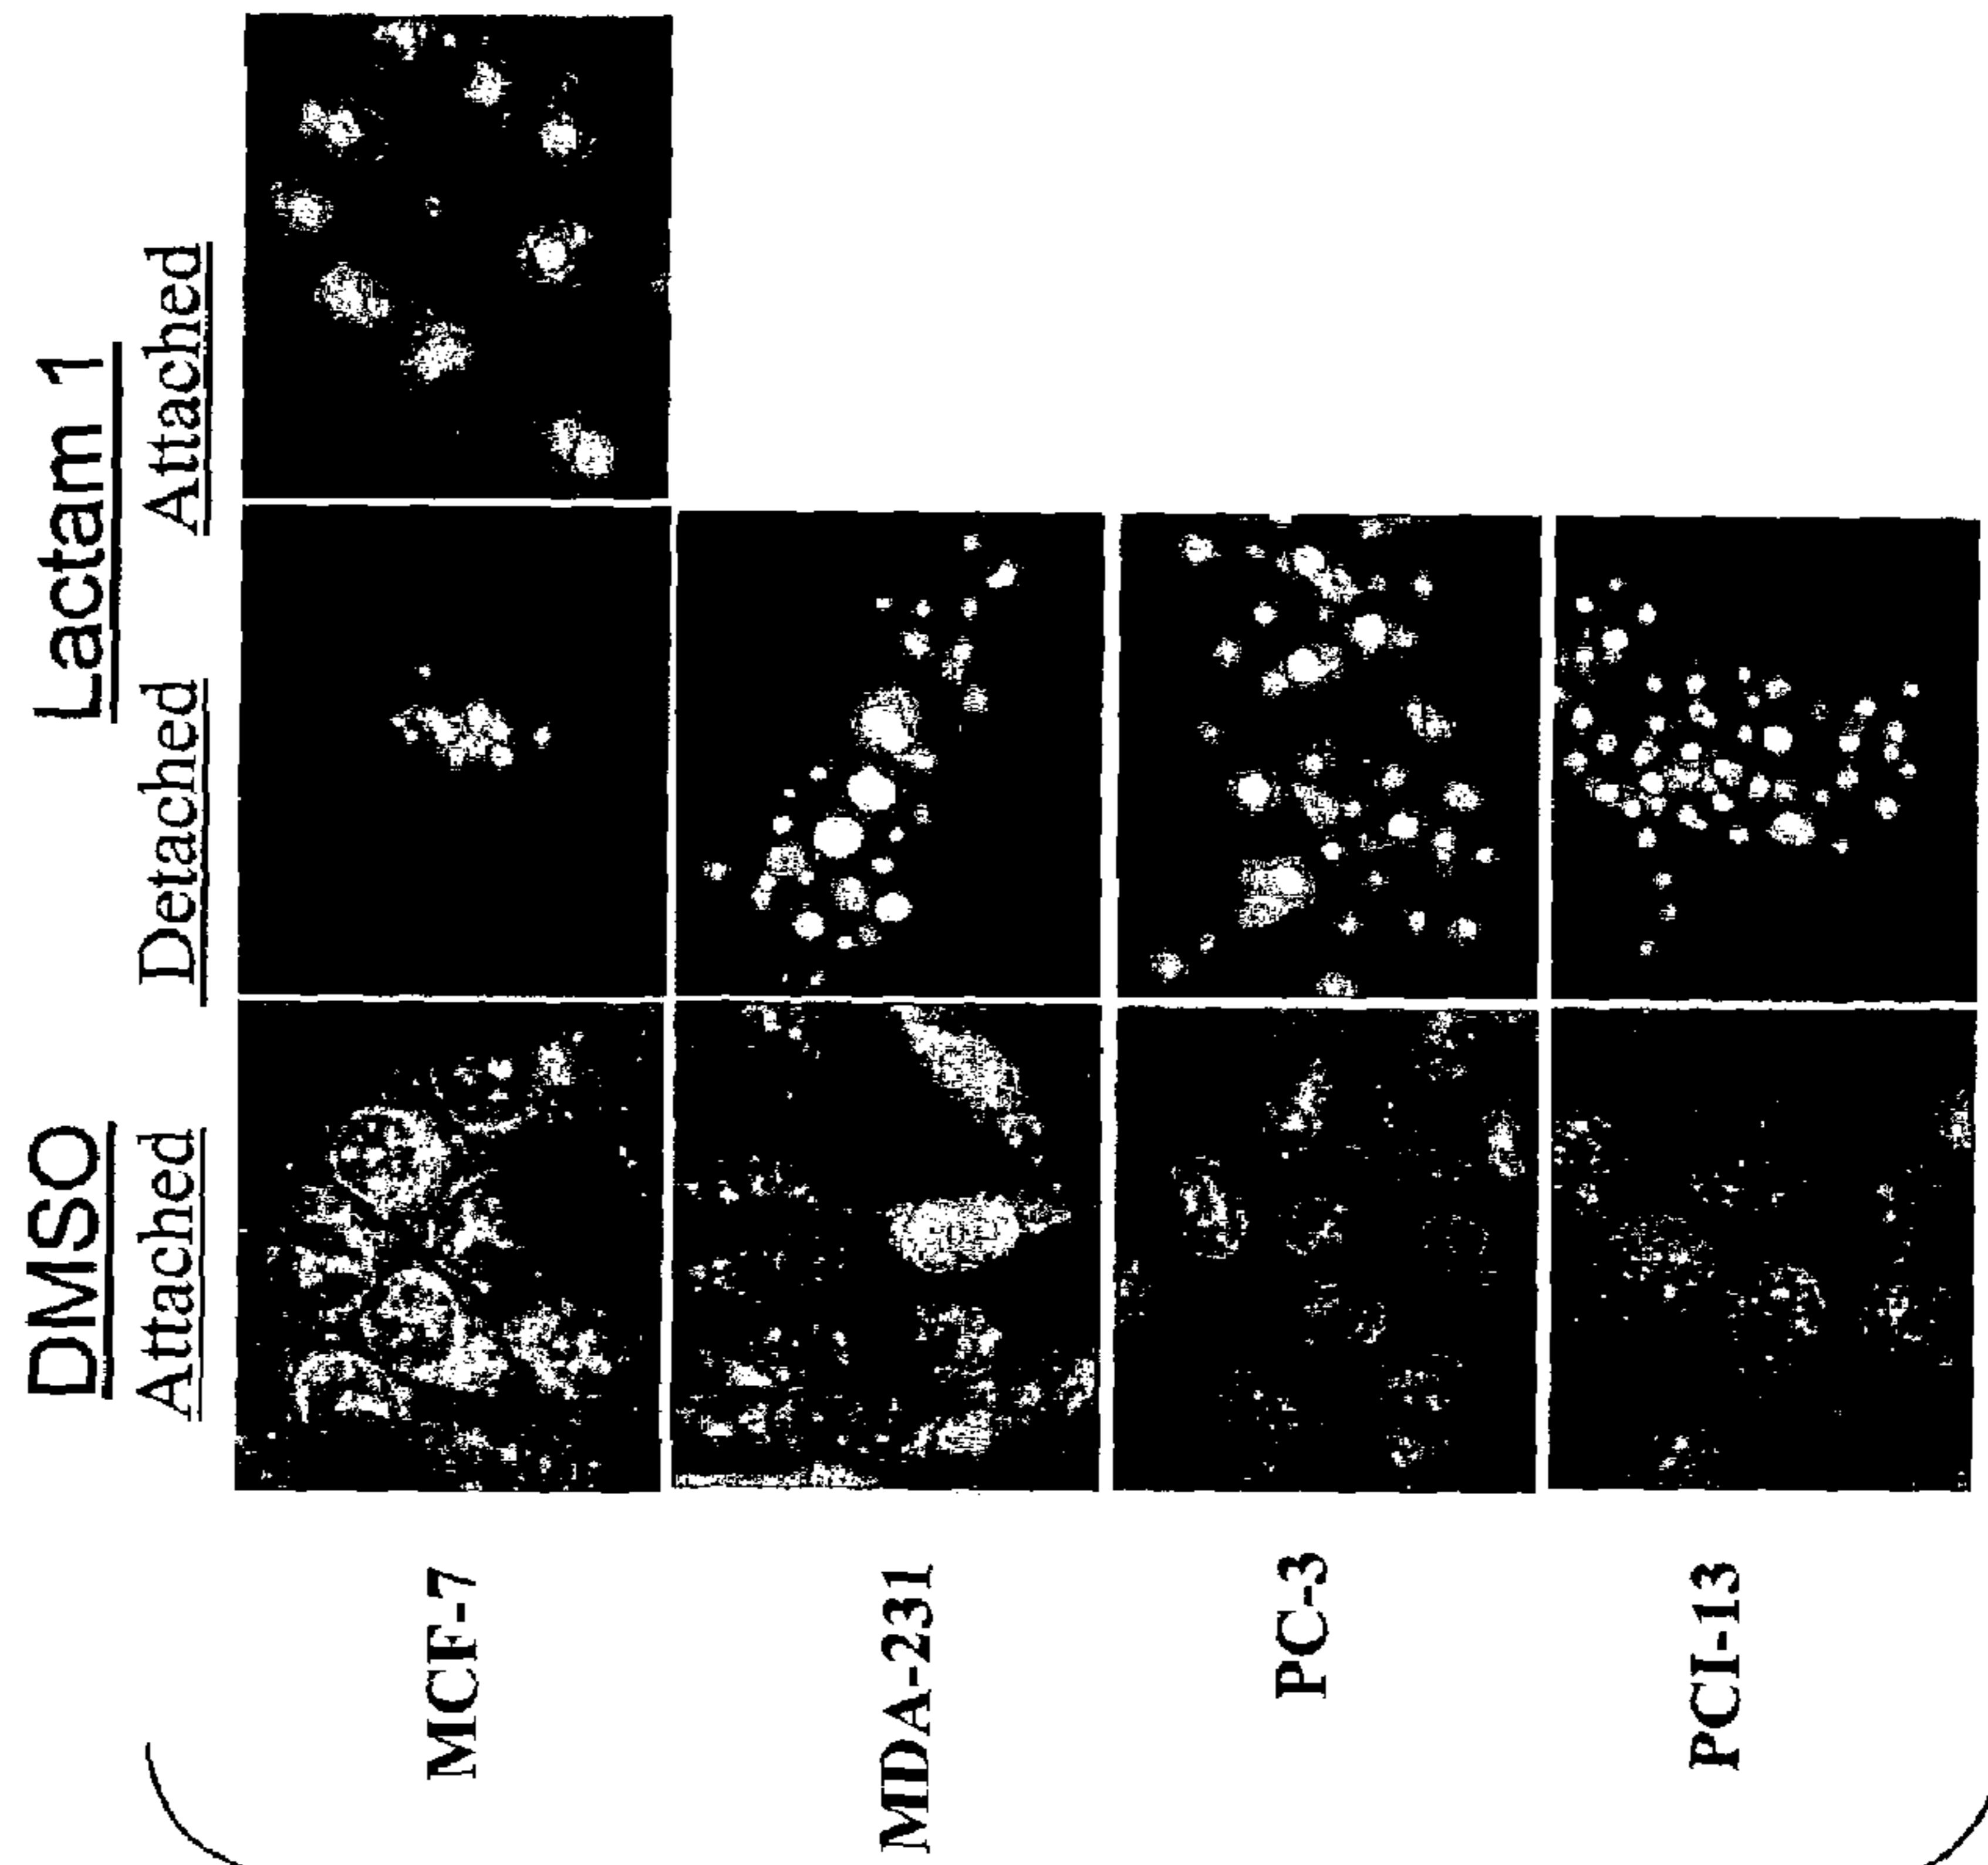 DMSO
Lactam 1
Attached
Detached
Attached
MCF-7
MDA-231
PC-3
PCI-13